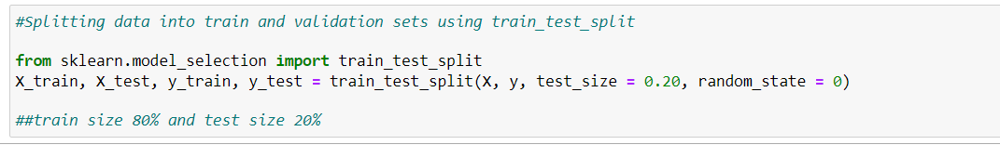 #Splitting data into train and validation sets using train_test_split
from sklearn.model_selection import train_test_split
X_train, X_test, y_train, y_test = train_test_split(X, y, test_size = 0.20, random_state = 0)
##train size 80% and test size 20%